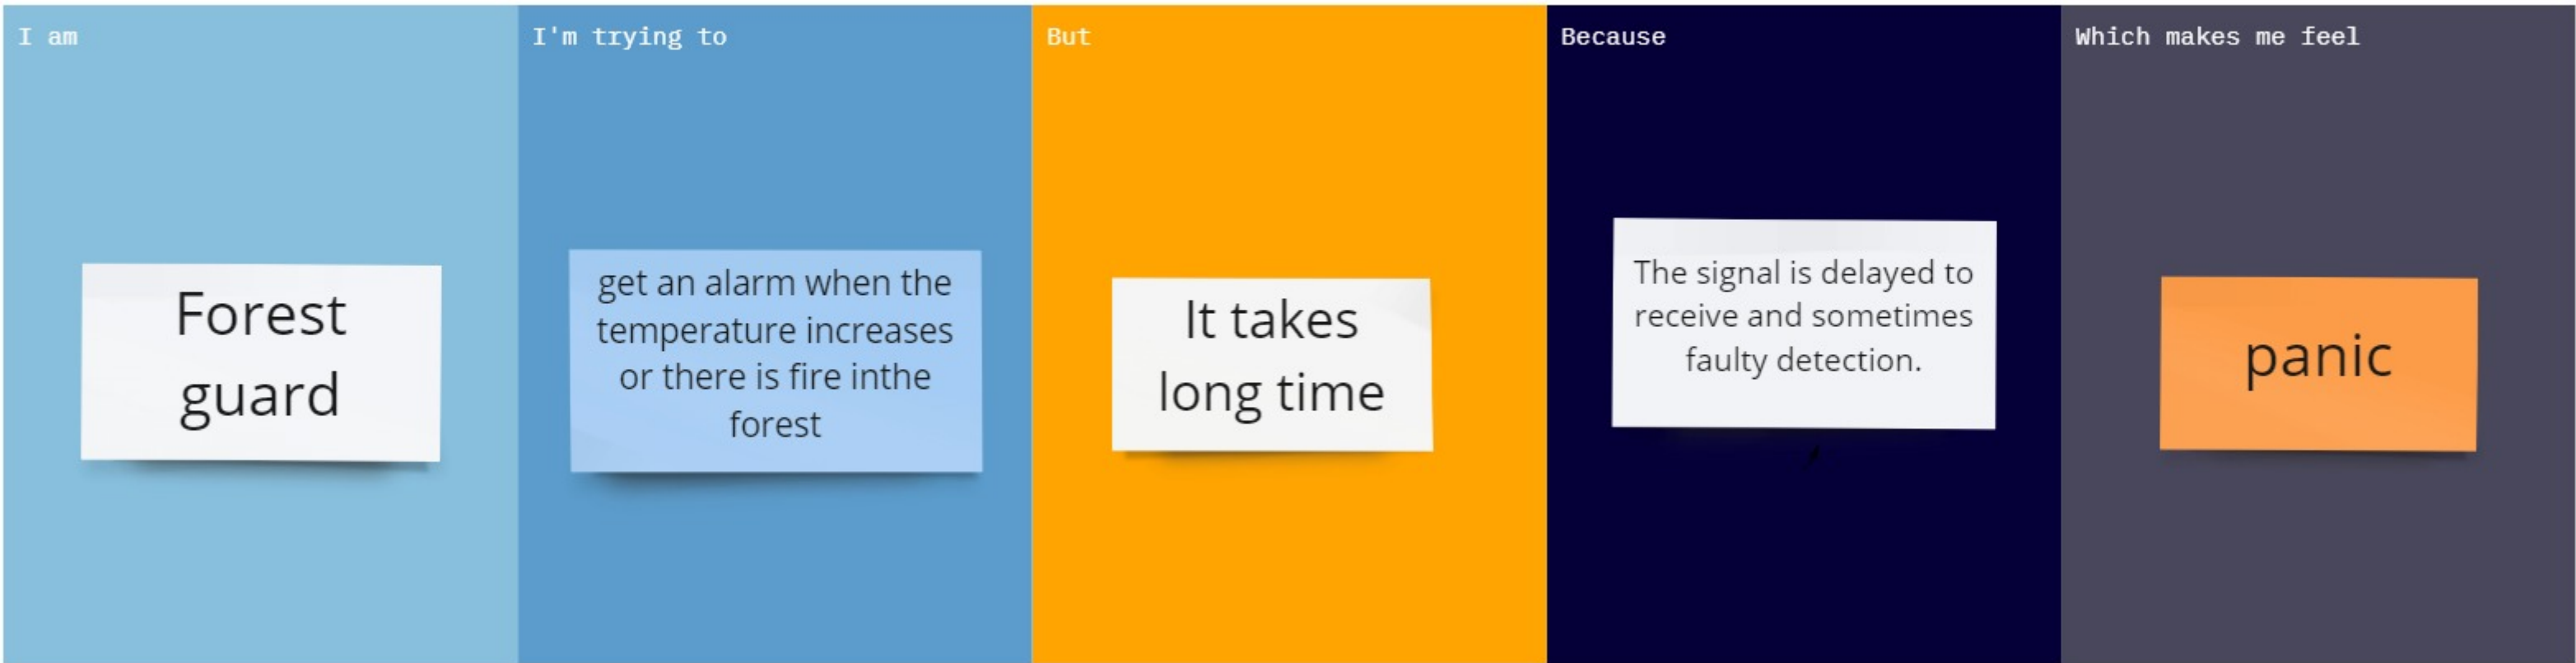 I am
Forest
guard
I'm trying to
get an alarm when the
temperature increases
or there is fire inthe
forest
But
It takes
long time
Because
The signal is delayed to
receive and sometimes
faulty detection.
Which makes me feel
panic